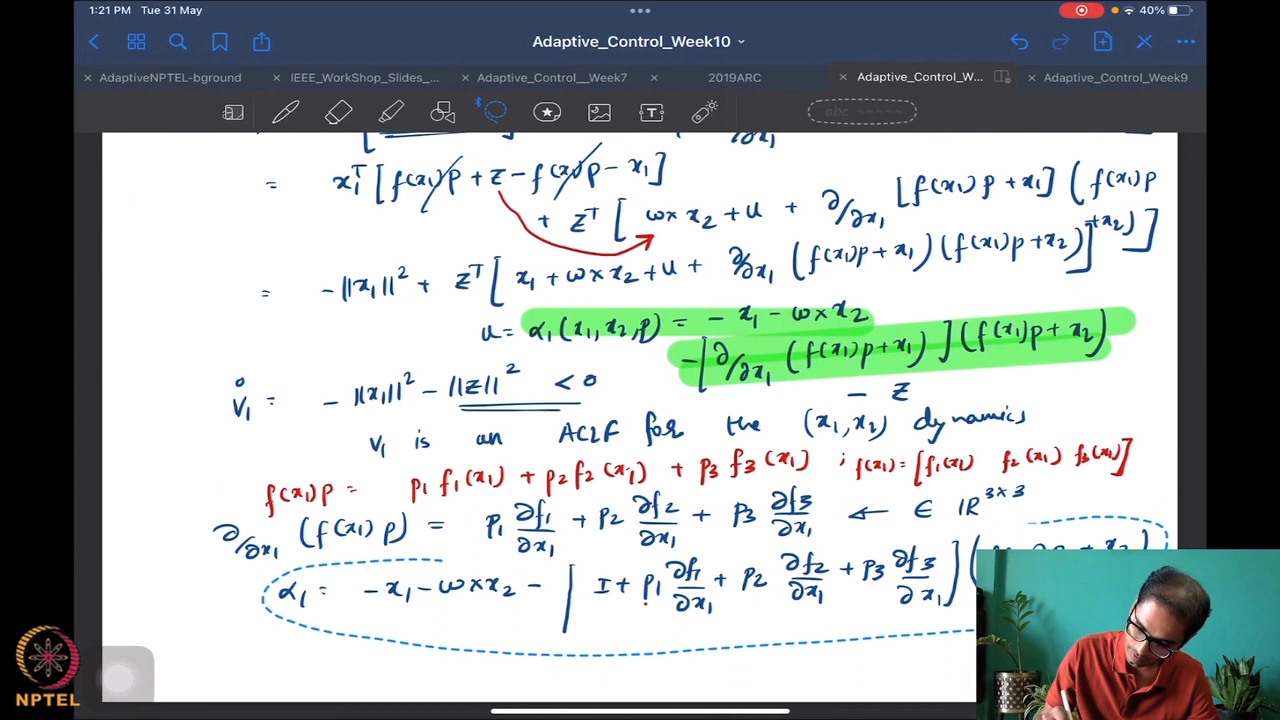 1:21 PM Tue 31 May
40%
Adaptive_Control_Week10
AdaptiveNPTEL-bground
IEEE_WorkShop_Slides_...
Adaptive_Control__Week7
2019ARC
Adaptive_Control_W...
Adaptive_Control_Week9
abc
∂x₁
= x₁ᵀ [f(x₁)p + z - f(x₁)p - x₁]
+ zᵀ [ ω × x₂ + u + ∂/∂x₁ [f(x₁)p + x₁] (f(x₁)p + x₂) ]
= -||x₁||² + zᵀ [ x₁ + ω × x₂ + u + ∂/∂x₁ (f(x₁)p + x₁) (f(x₁)p + x₂) ]
u = α₁(x₁, x₂, p) = - x₁ - ω × x₂
- [ ∂/∂x₁ (f(x₁)p + x₁) ] (f(x₁)p + x₂)
- z
V̇₁ = - ||x₁||² - ||z||² < 0
V₁ is an ACLF for the (x₁, x₂) dynamics
f(x₁)p = p₁ f₁(x₁) + p₂ f₂(x₁) + p₃ f₃(x₁) ; f(x₁) = [f₁(x₁) f₂(x₁) f₃(x₁)]
∂/∂x₁ (f(x₁)p) = p₁ ∂f₁/∂x₁ + p₂ ∂f₂/∂x₁ + p₃ ∂f₃/∂x₁ ← ∈ ℝ³ˣ³
α₁ = - x₁ - ω × x₂ - [ I + p₁ ∂f₁/∂x₁ + p₂ ∂f₂/∂x₁ + p₃ ∂f₃/∂x₁ ] (
NPTEL